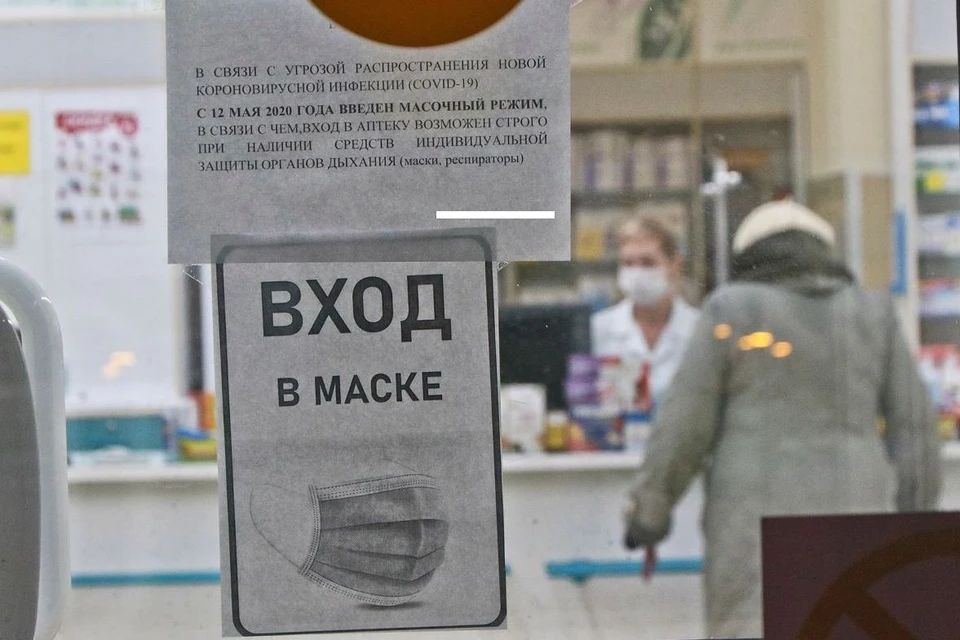 В СВЯЗИ С УГРОЗОЙ РАСПРОСТРАНЕНИЯ НОВОЙ
КОРОНОВИРУСНОЙ ИНФЕКЦИИ (COVID-19)
С 12 МАЯ 2020 ГОДА ВВЕДЕН МАСОЧНЫЙ РЕЖИМ,
В СВЯЗИ С ЧЕМ,ВХОД В АПТЕКУ ВОЗМОЖЕН СТРОГО
ПРИ НАЛИЧИИ СРЕДСТВ ИНДИВИДУАЛЬНОЙ
ЗАЩИТЫ ОРГАНОВ ДЫХАНИЯ (маски, респираторы)
ВХОД
В МАСКЕ